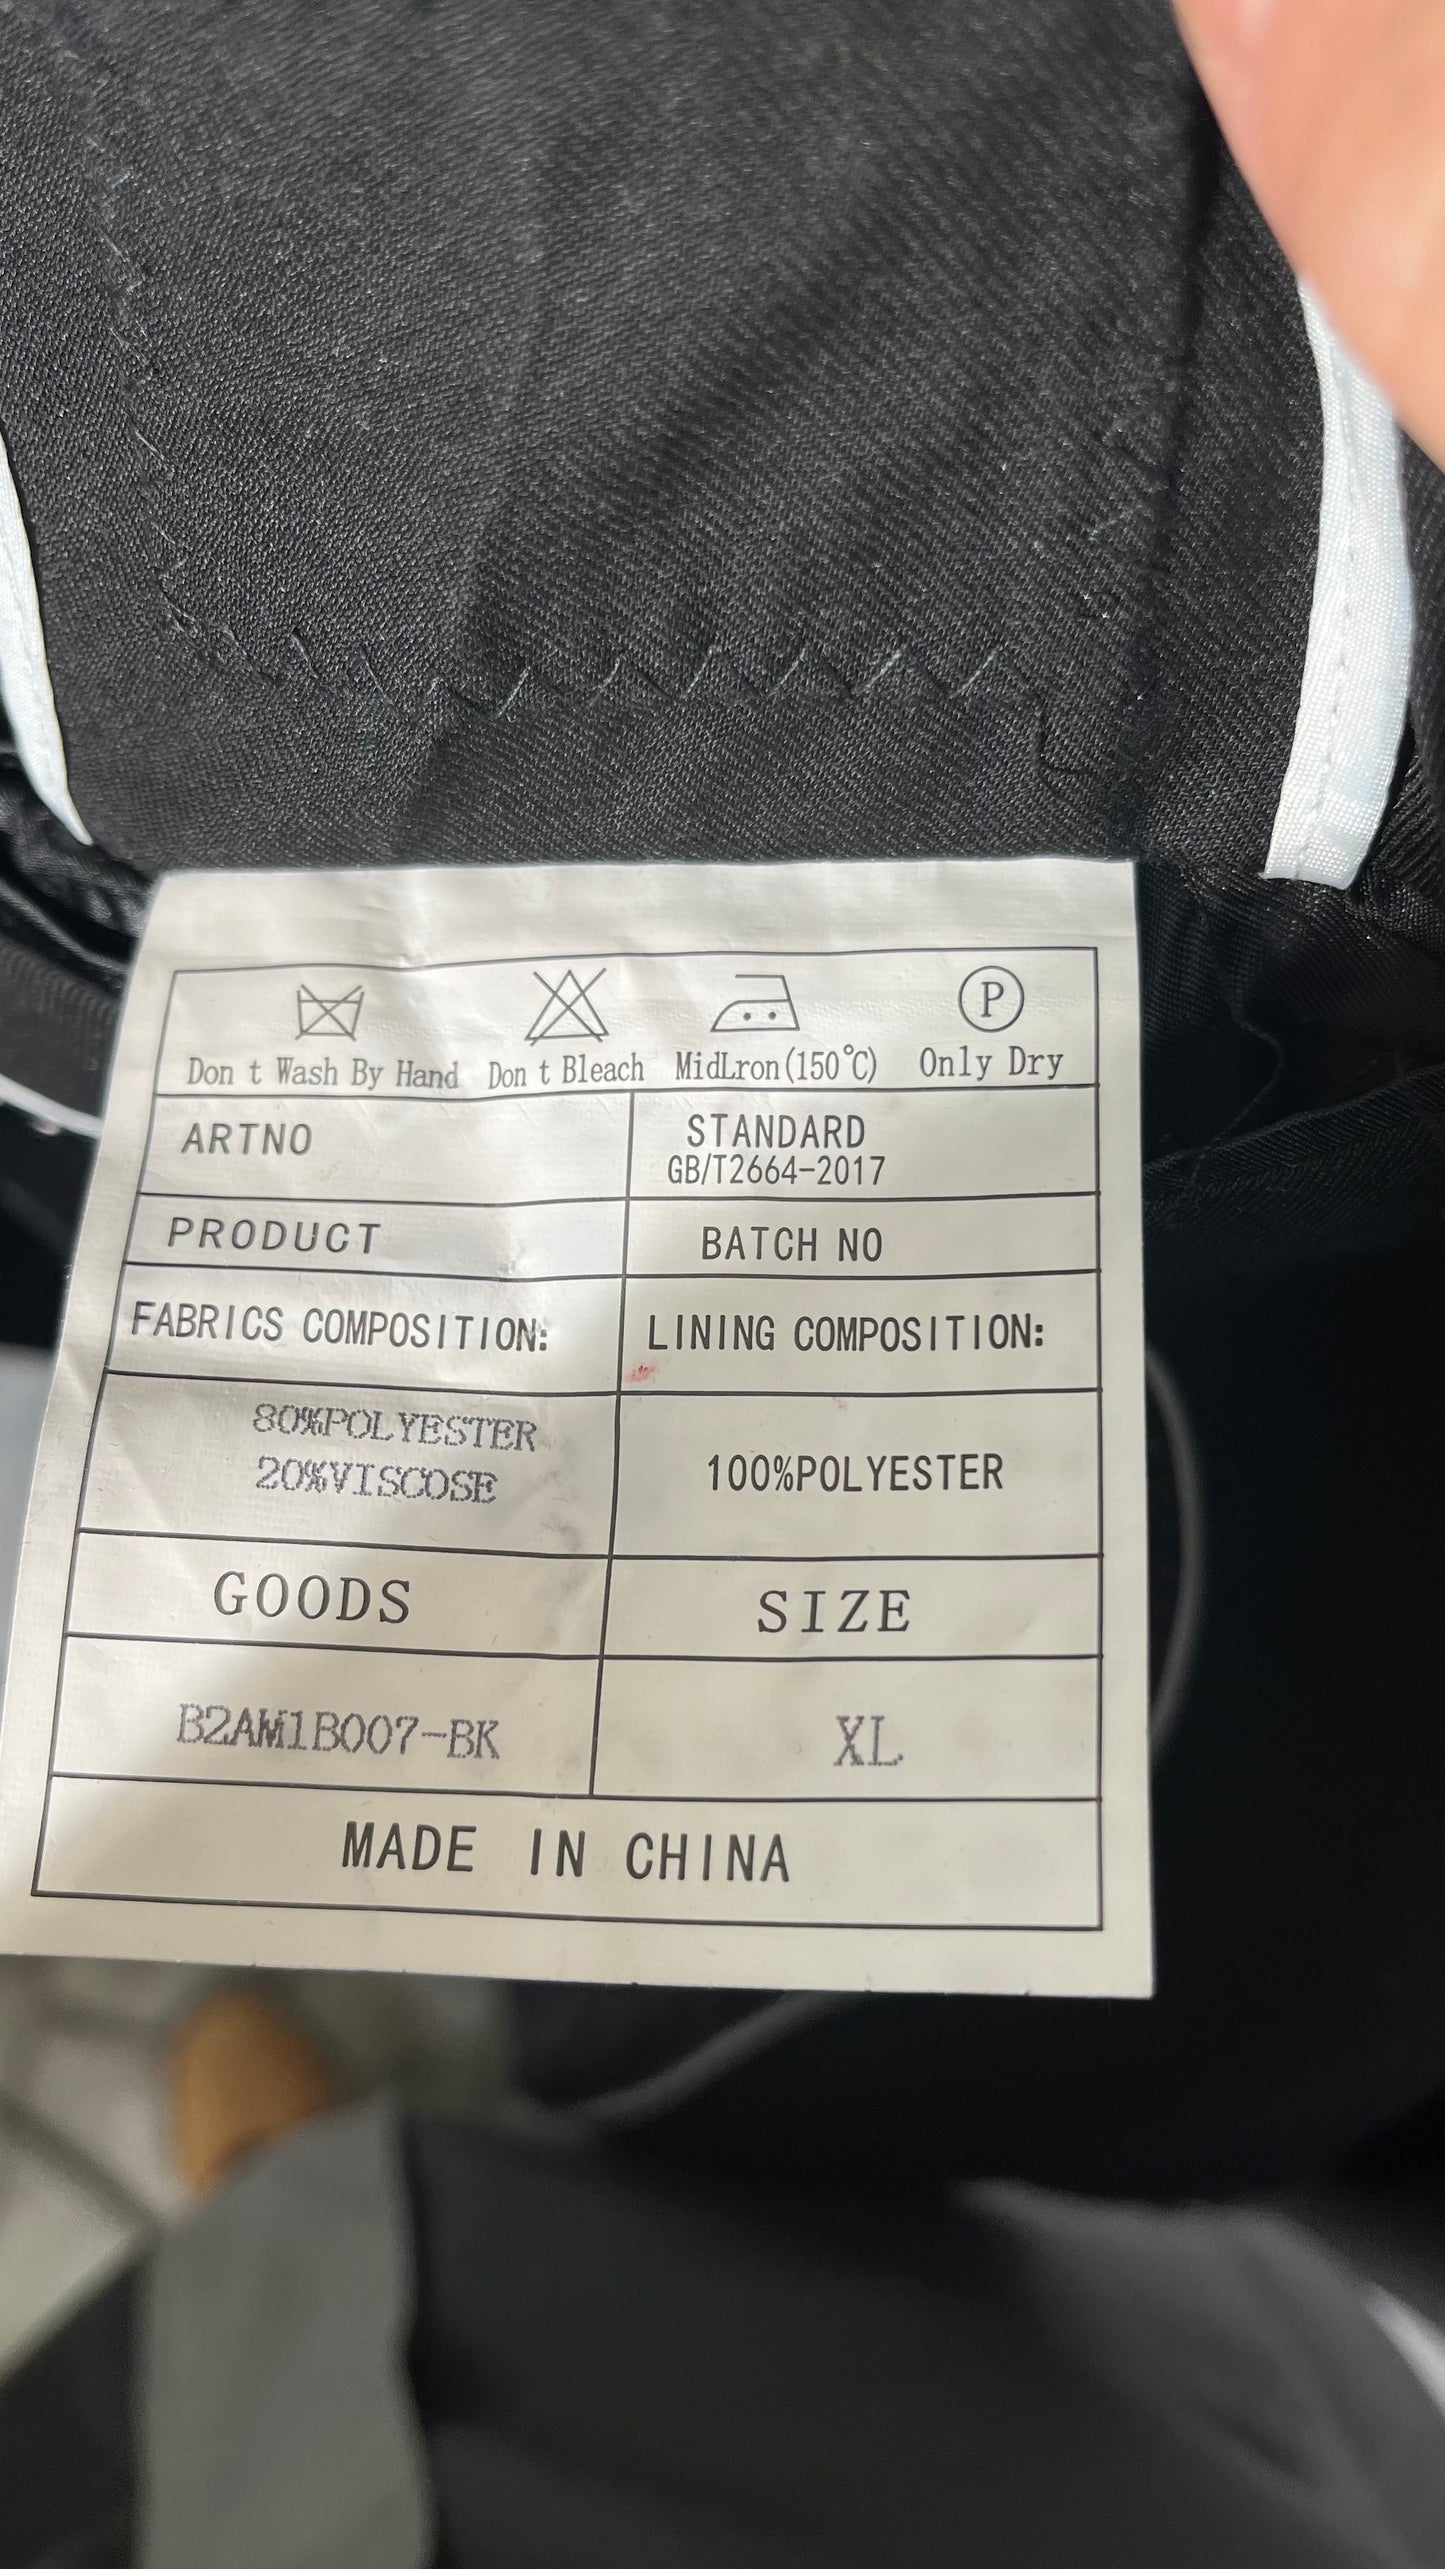 P
Don t Wash By Hand Don t Bleach MidLron(150℃) Only Dry
ARTNO
STANDARD
GB/T2664-2017
PRODUCT
BATCH NO
FABRICS COMPOSITION:
LINING COMPOSITION:
80%POLYESTER
20%VISCOSE
100%POLYESTER
GOODS
SIZE
B2AM1B007-BK
XL
MADE IN CHINA